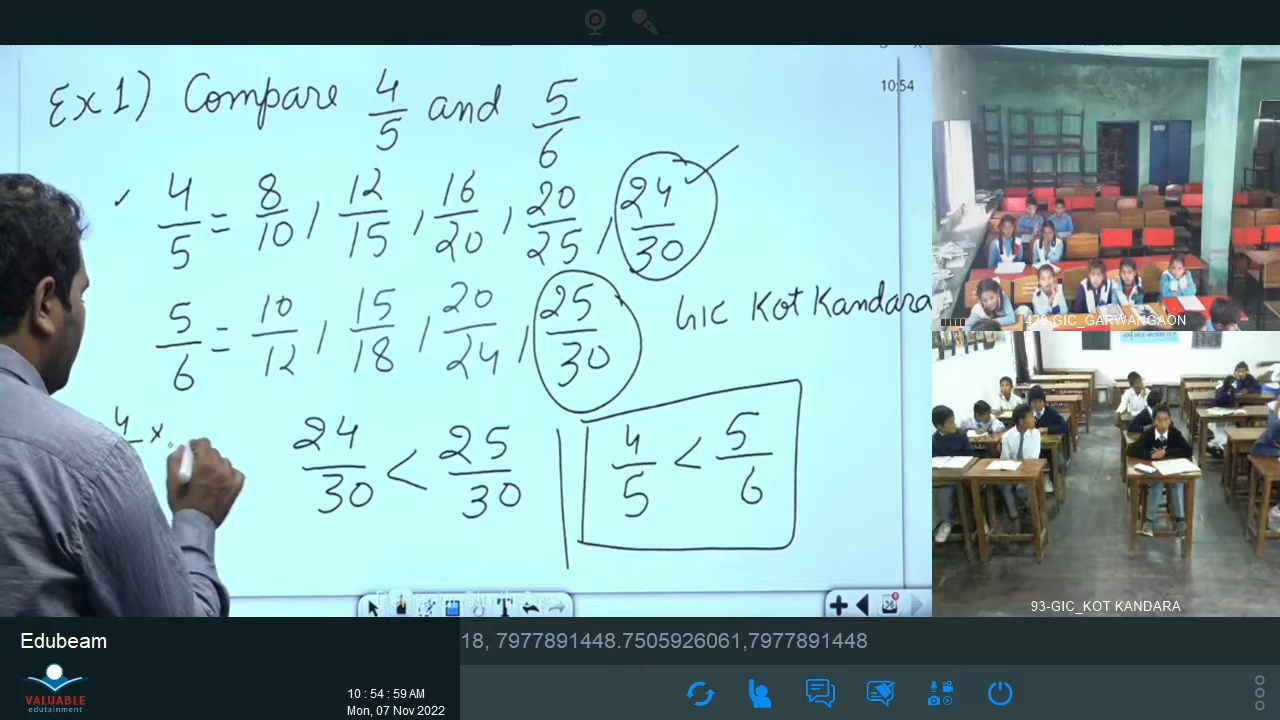 10:54
Ex 1) Compare 4/5 and 5/6
4/5 = 8/10, 12/15, 16/20, 20/25, 24/30
5/6 = 10/12, 15/18, 20/24, 25/30
GIC Kot Kandara
4 ×
24/30 < 25/30
4/5 < 5/6
429-GIC_GARWANGAON
93-GIC_KOT KANDARA
Edubeam
18, 7977891448.7505926061,7977891448
VALUABLE
edutainment
10 : 54 : 59 AM
Mon, 07 Nov 2022